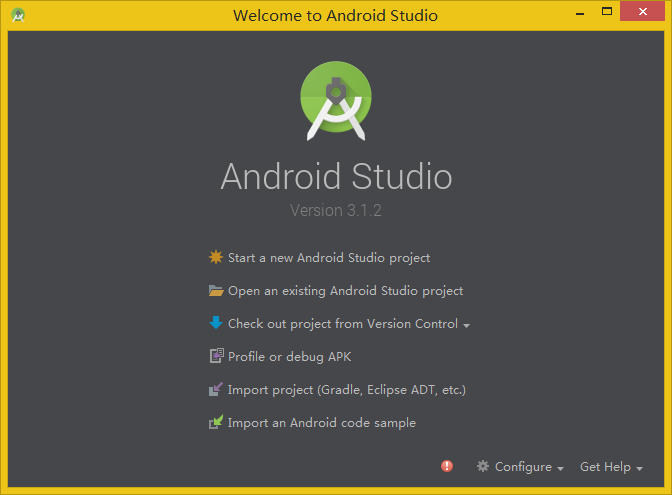 Welcome to Android Studio
Android Studio
Version 3.1.2
Start a new Android Studio project
Open an existing Android Studio project
Check out project from Version Control
Profile or debug APK
Import project (Gradle, Eclipse ADT, etc.)
Import an Android code sample
Configure Get Help